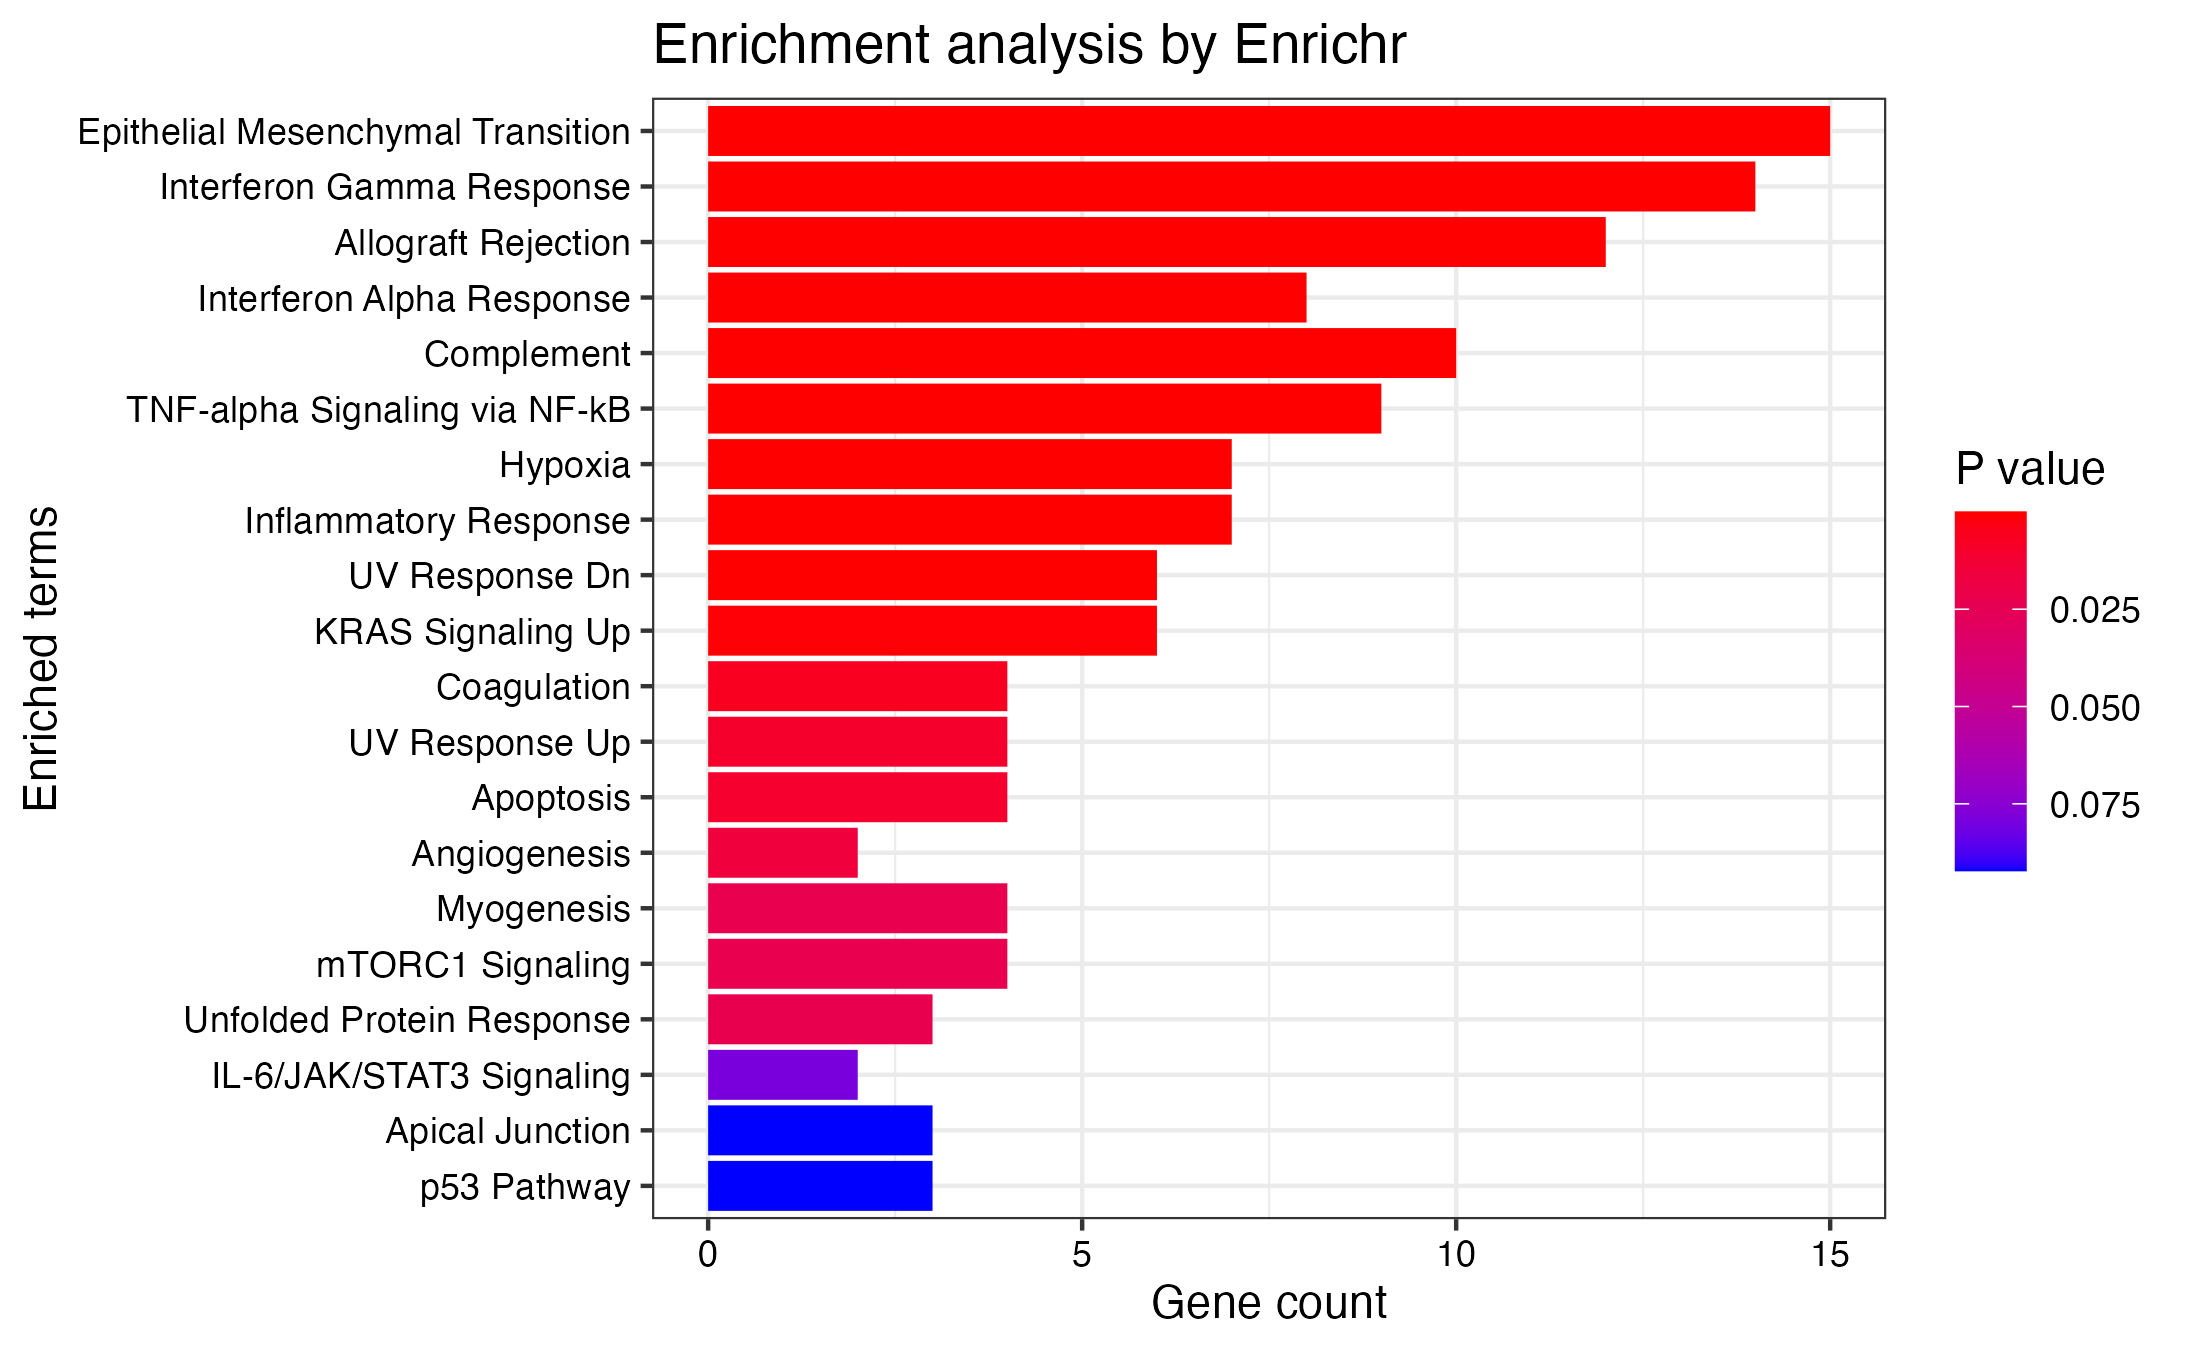 Enrichment analysis by Enrichr
Enriched terms
Epithelial Mesenchymal Transition
Interferon Gamma Response
Allograft Rejection
Interferon Alpha Response
Complement
TNF-alpha Signaling via NF-kB
Hypoxia
Inflammatory Response
UV Response Dn
KRAS Signaling Up
Coagulation
UV Response Up
Apoptosis
Angiogenesis
Myogenesis
mTORC1 Signaling
Unfolded Protein Response
IL-6/JAK/STAT3 Signaling
Apical Junction
p53 Pathway
0 5 10 15
Gene count
P value
0.025
0.050
0.075